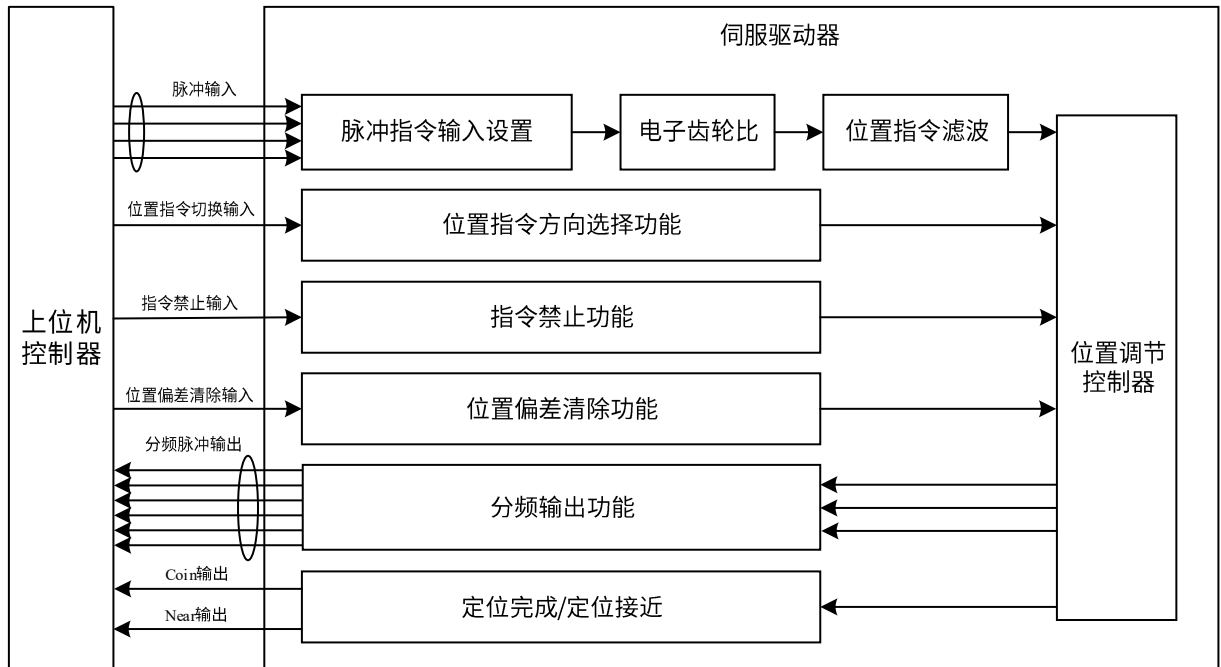 伺服驱动器
脉冲输入
脉冲指令输入设置
电子齿轮比
位置指令滤波
位置指令切换输入
位置指令方向选择功能
指令禁止输入
指令禁止功能
上位机
控制器
位置调节
控制器
位置偏差清除输入
位置偏差清除功能
分频脉冲输出
分频输出功能
Coin输出
定位完成/定位接近
Near输出